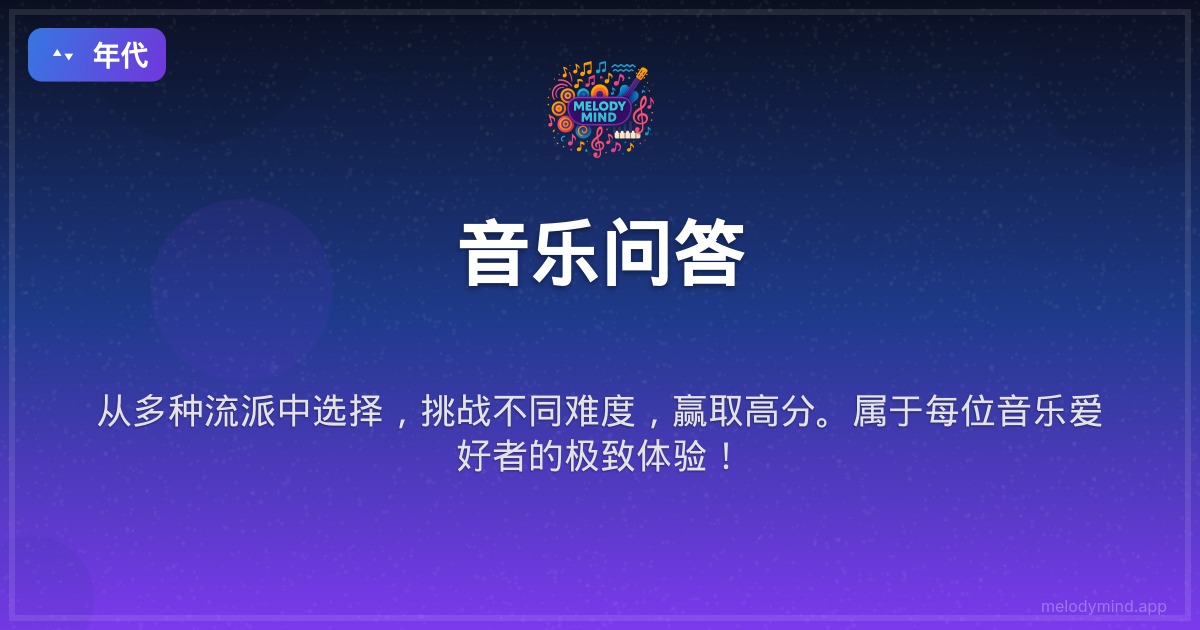 年代
MELODY
MIND
音乐问答
从多种流派中选择，挑战不同难度，赢取高分。属于每位音乐爱
好者的极致体验！
melodymind.app